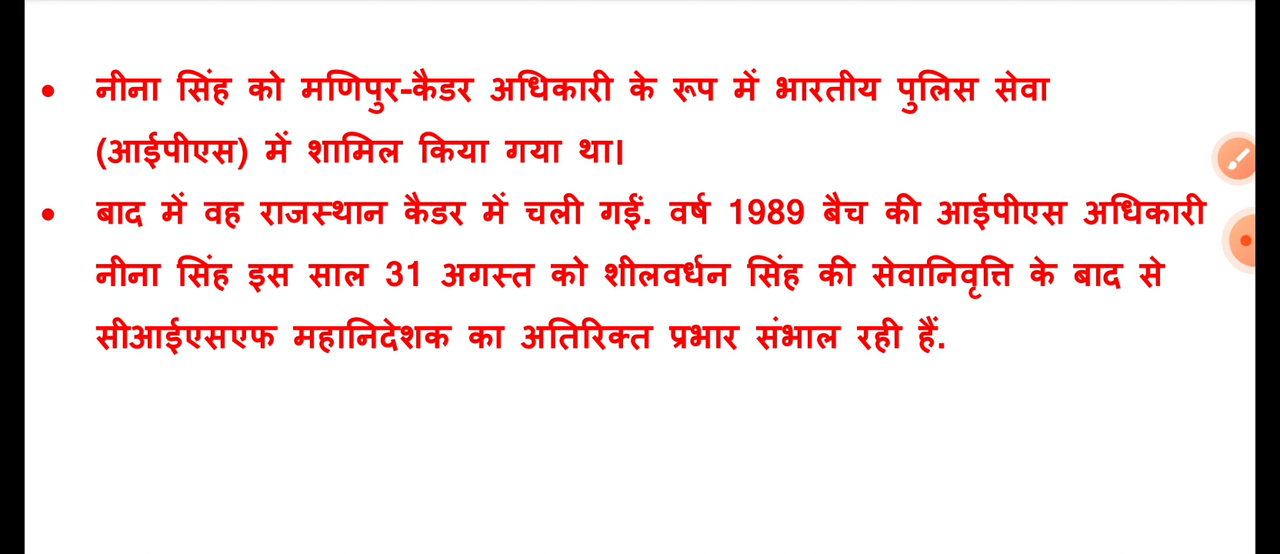 • नीना सिंह को मणिपुर-कैडर अधिकारी के रूप में भारतीय पुलिस सेवा
(आईपीएस) में शामिल किया गया था।
• बाद में वह राजस्थान कैडर में चली गईं. वर्ष 1989 बैच की आईपीएस अधिकारी
नीना सिंह इस साल 31 अगस्त को शीलवर्धन सिंह की सेवानिवृत्ति के बाद से
सीआईएसएफ महानिदेशक का अतिरिक्त प्रभार संभाल रही हैं.